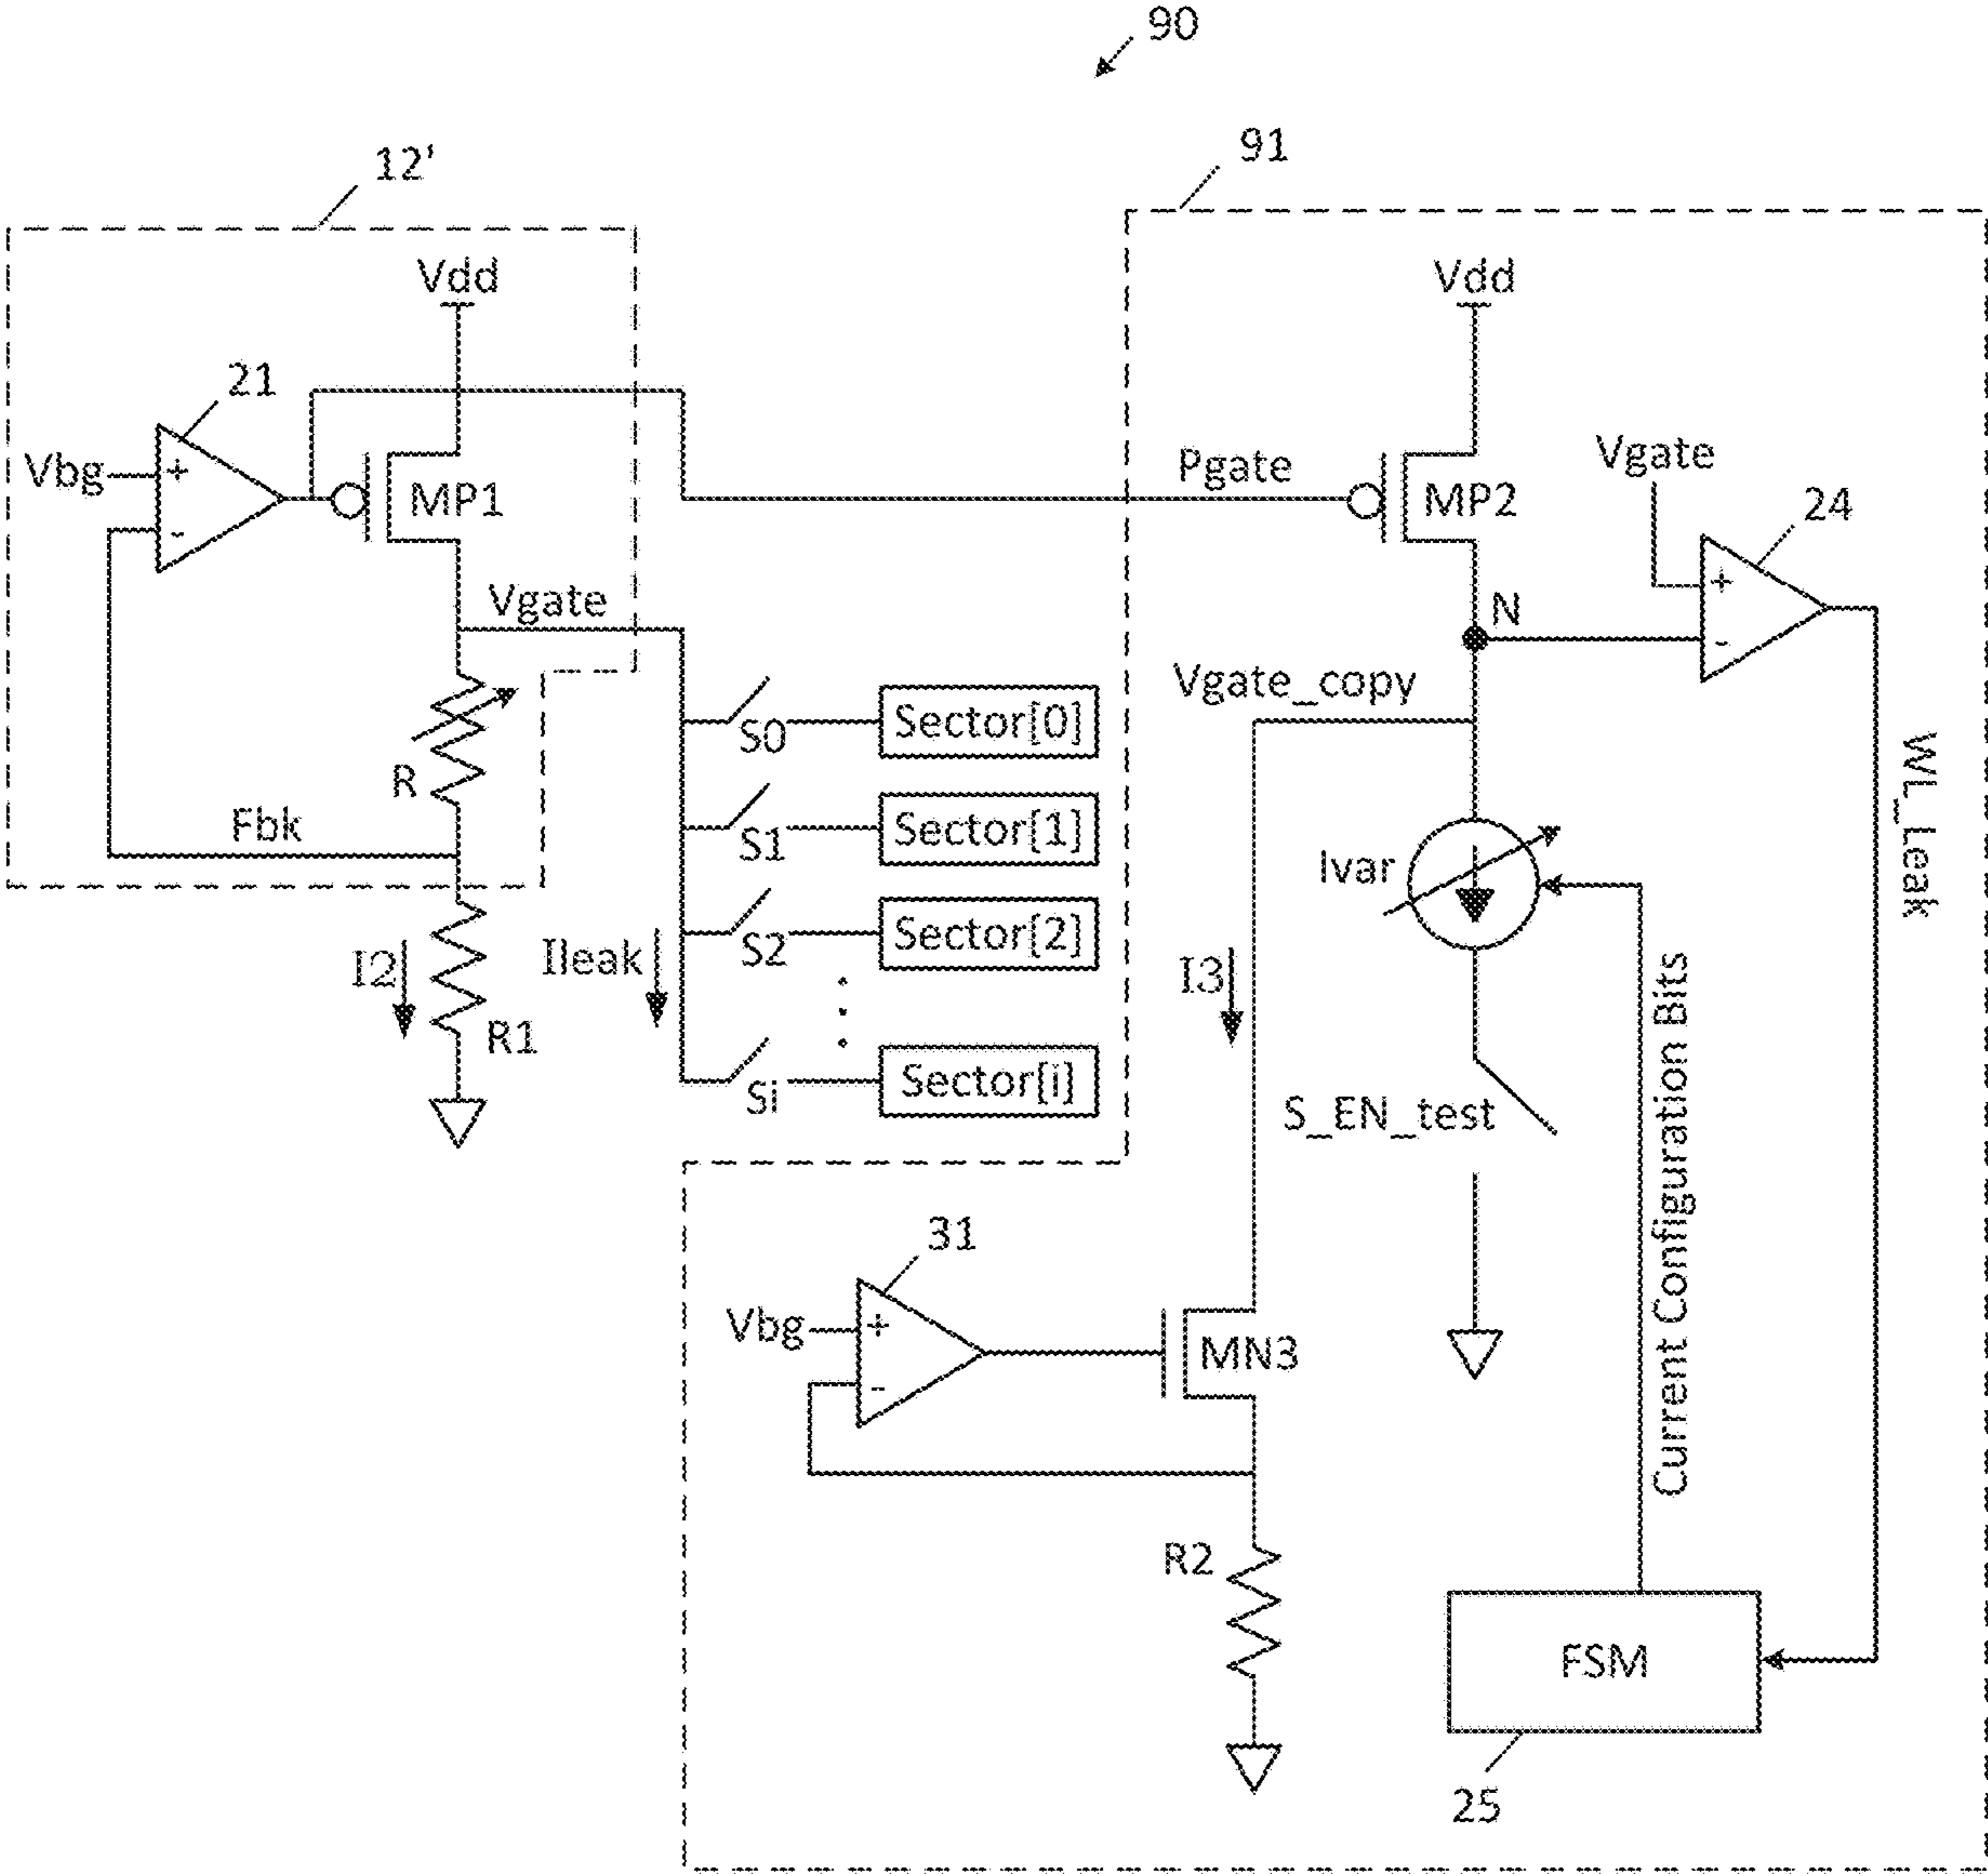 90
12'
91
Vdd
Vdd
21
Vbg
+
-
MP1
Pgate
MP2
Vgate
24
+
-
Vgate
N
Vgate_copy
R
Fbk
S0
Sector[0]
S1
Sector[1]
S2
Sector[2]
Si
Sector[i]
I2
R1
Ileak
I3
Ivar
WL_Leak
S_EN_test
Current Configuration Bits
31
Vbg
+
-
MN3
R2
FSM
25